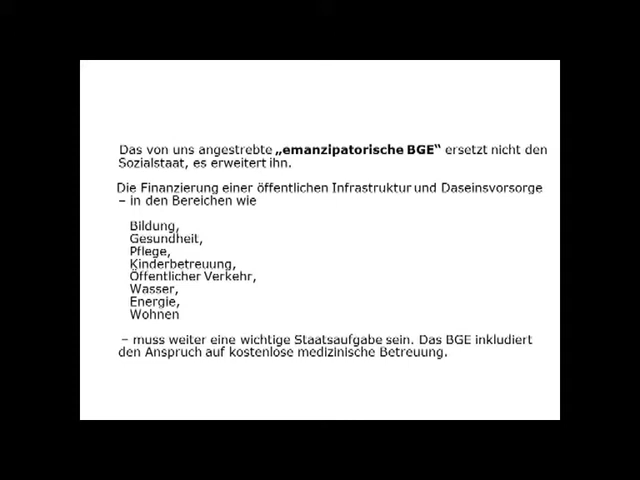 Das von uns angestrebte „emanzipatorische BGE“ ersetzt nicht den
Sozialstaat, es erweitert ihn.
Die Finanzierung einer öffentlichen Infrastruktur und Daseinsvorsorge
– in den Bereichen wie
Bildung,
Gesundheit,
Pflege,
Kinderbetreuung,
Öffentlicher Verkehr,
Wasser,
Energie,
Wohnen
– muss weiter eine wichtige Staatsaufgabe sein. Das BGE inkludiert
den Anspruch auf kostenlose medizinische Betreuung.